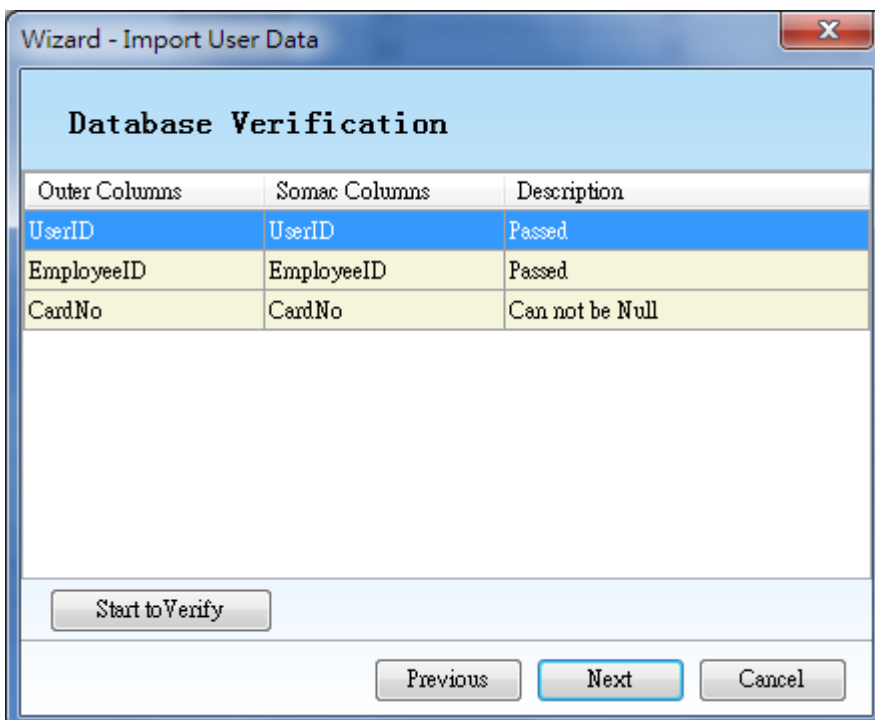 Wizard - Import User Data
Database Verification
Outer Columns Somac Columns Description
UserID UserID Passed
EmployeeID EmployeeID Passed
CardNo CardNo Can not be Null
Start toVerify
Previous Next Cancel